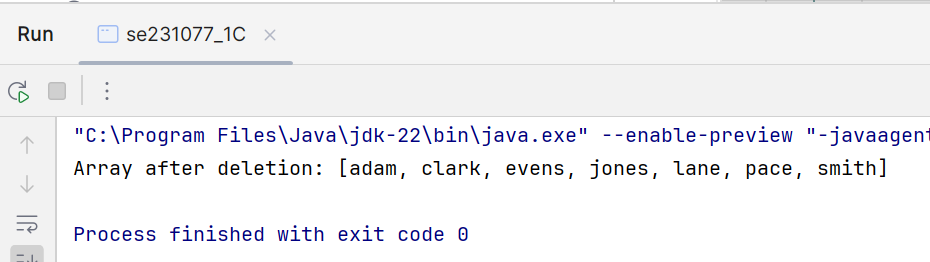 Run se231077_1C
"C:\Program Files\Java\jdk-22\bin\java.exe" --enable-preview "-javaagent
Array after deletion: [adam, clark, evens, jones, lane, pace, smith]
Process finished with exit code 0